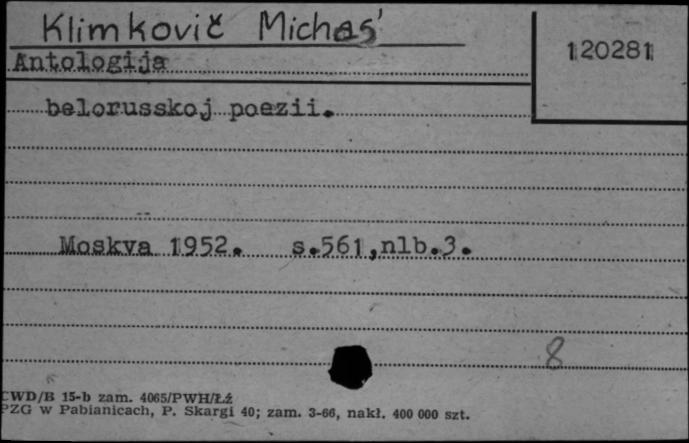 Klimkovič Michaś
120281
Antologija
belorusskoj poezii.
Moskva 1952. s.561,nlb.3.
8
CWD/B 15-b zam. 4065/PWH/Łź
PZG w Pabianicach, P. Skargi 40; zam. 3-66, nakł. 400 000 szt.